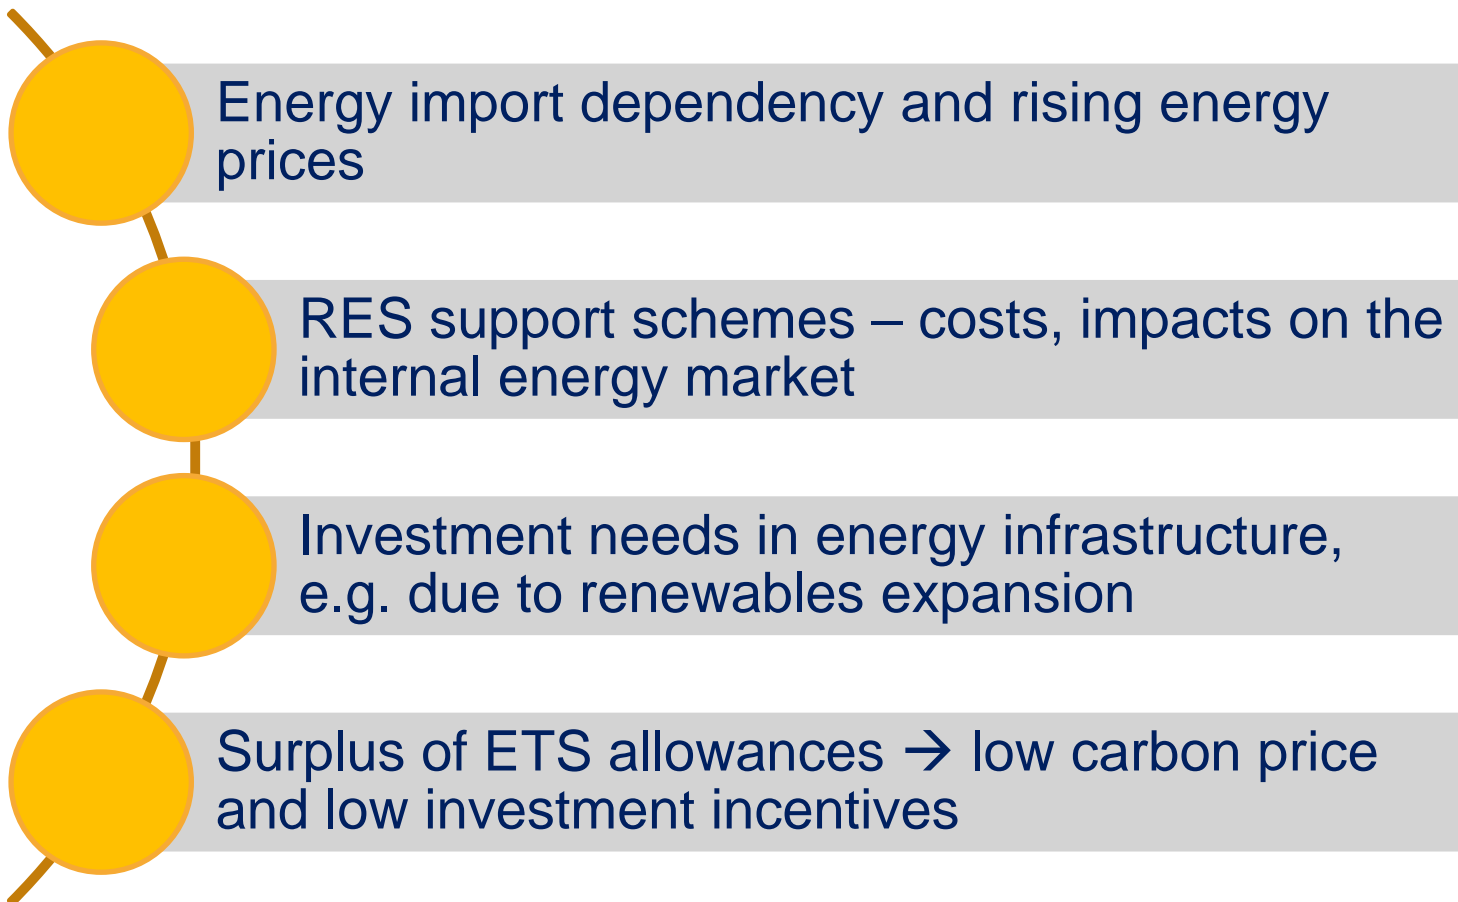 Energy import dependency and rising energy
prices
RES support schemes – costs, impacts on the
internal energy market
Investment needs in energy infrastructure,
e.g. due to renewables expansion
Surplus of ETS allowances → low carbon price
and low investment incentives